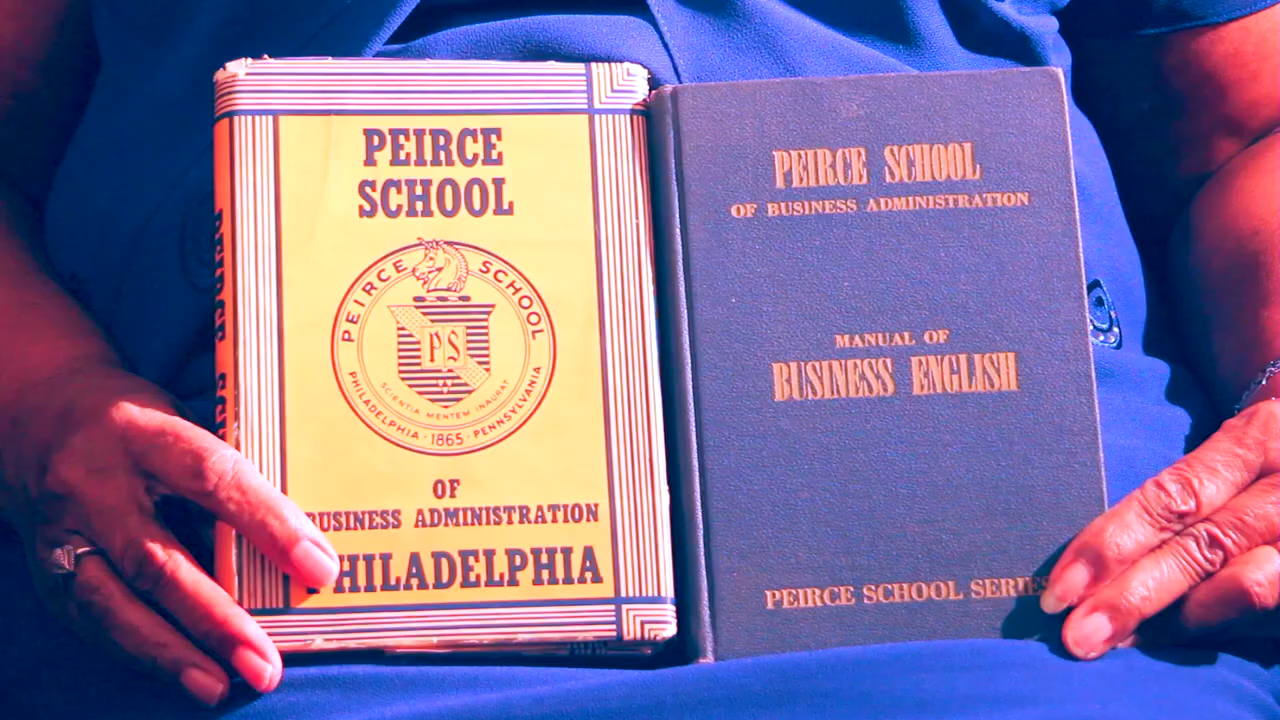 PEIRCE
SCHOOL
PEIRCE SCHOOL
PS
SCIENTIA MENTEM INAURAT
PHILADELPHIA · 1865 · PENNSYLVANIA
OF
BUSINESS ADMINISTRATION
PHILADELPHIA
PEIRCE SCHOOL
OF BUSINESS ADMINISTRATION
MANUAL OF
BUSINESS ENGLISH
PEIRCE SCHOOL SERIES